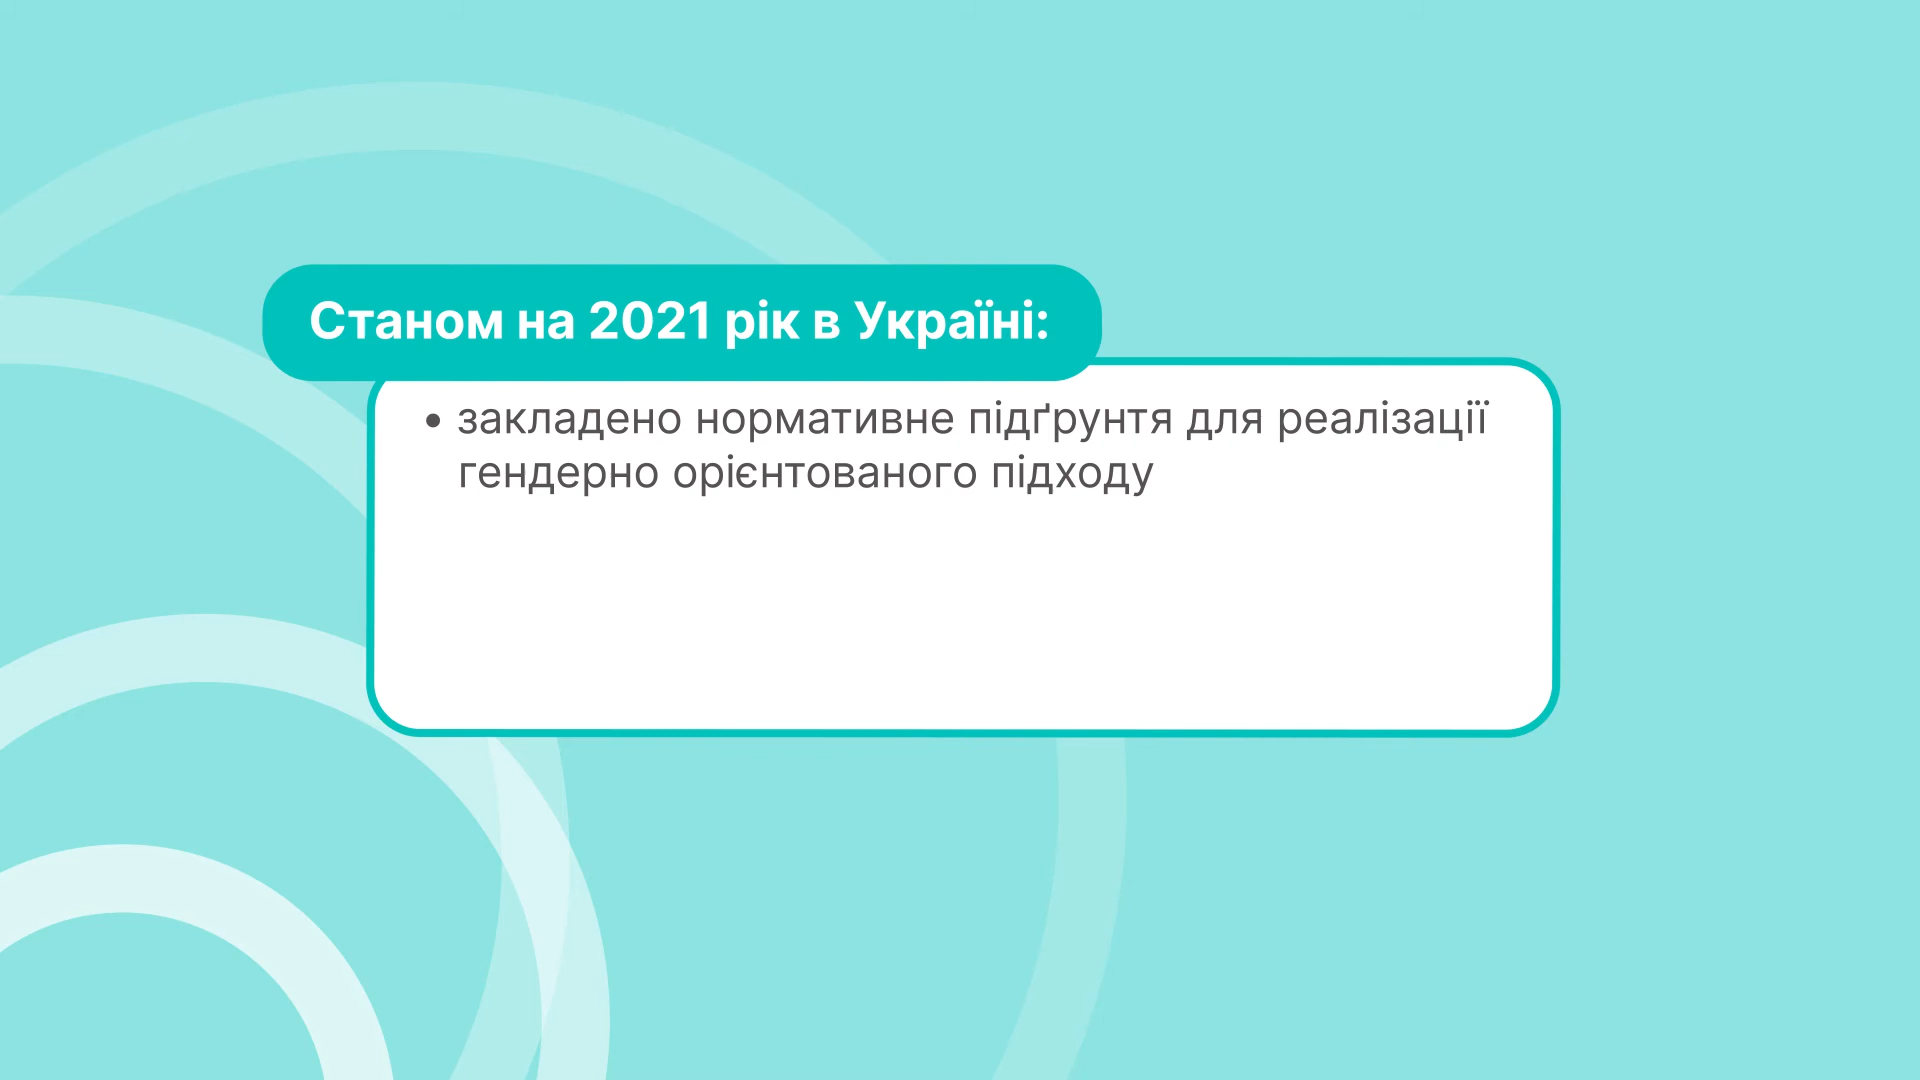 Станом на 2021 рік в Україні:
• закладено нормативне підґрунтя для реалізації
гендерно орієнтованого підходу